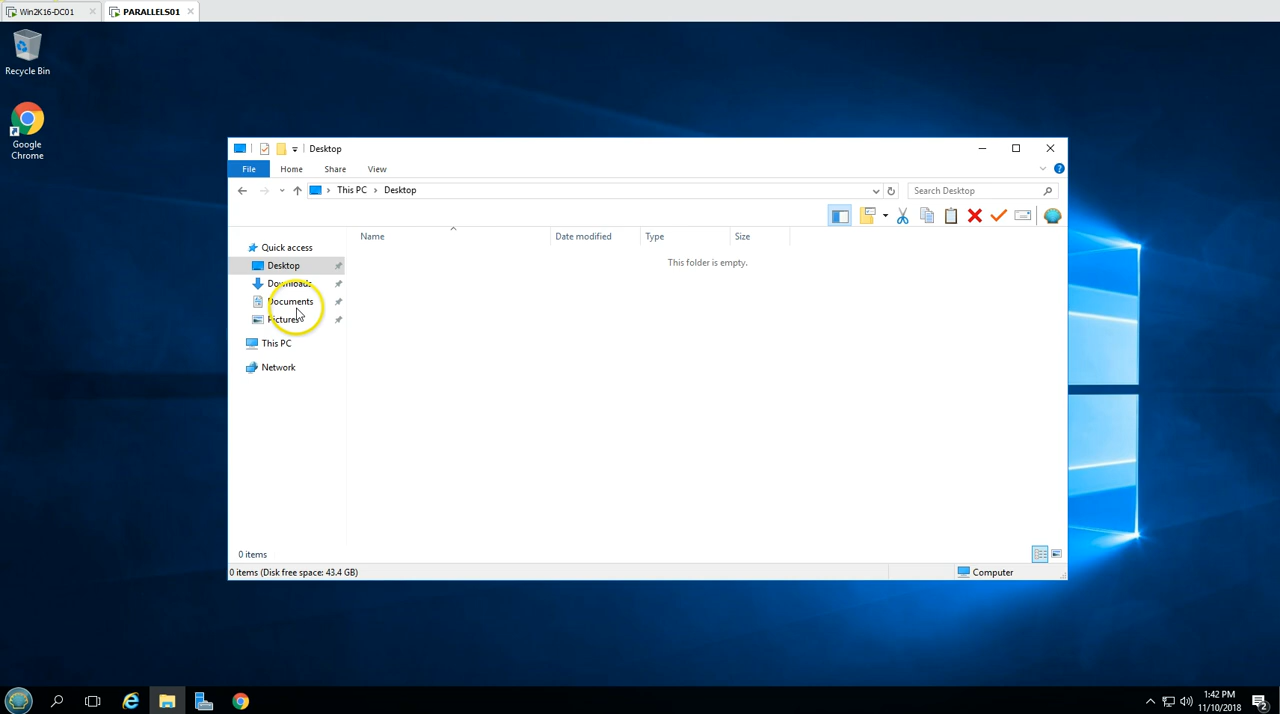 Win2K16-DC01
PARALLELS01
Recycle Bin
Google
Chrome
Desktop
File
Home
Share
View
This PC
Desktop
Search Desktop
Name
Date modified
Type
Size
This folder is empty.
Quick access
Desktop
Downloads
Documents
Pictures
This PC
Network
0 items
0 items (Disk free space: 43.4 GB)
Computer
1:42 PM
11/10/2018
2